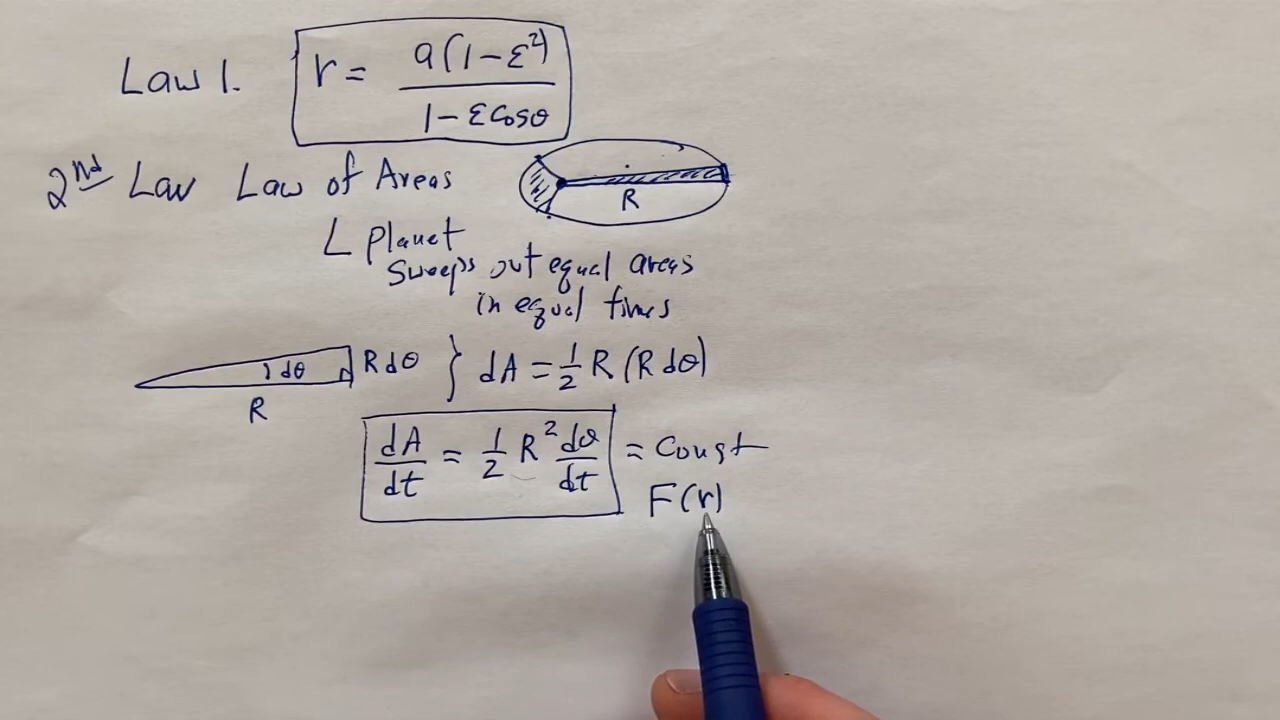 Law 1. r = a(1-ε²) / 1-εcosθ
2nd Law Law of Areas
R
L planet
sweeps out equal areas
in equal times
dθ R dθ } dA = 1/2 R (R dθ)
R
dA/dt = 1/2 R² dθ/dt = Const
F(r)